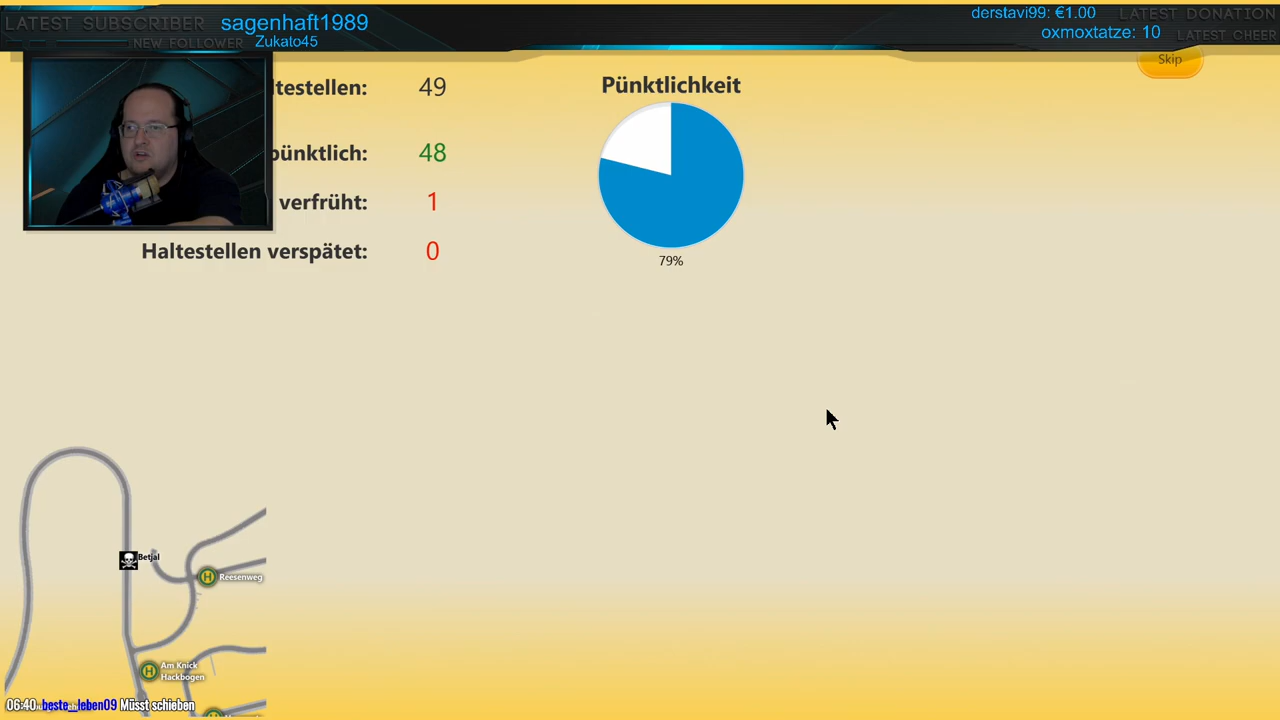 LATEST SUBSCRIBER sagenhaft1989
NEW FOLLOWER Zukato45
derstavi99: €1.00 LATEST DONATION
oxmoxtatze: 10 LATEST CHEER
Skip
ltestellen: 49
pünktlich: 48
verfrüht: 1
Haltestellen verspätet: 0
Pünktlichkeit
79%
Betjal
H Reesenweg
H Am Knick
Hackbogen
06:40 beste_leben09 Müsst schieben